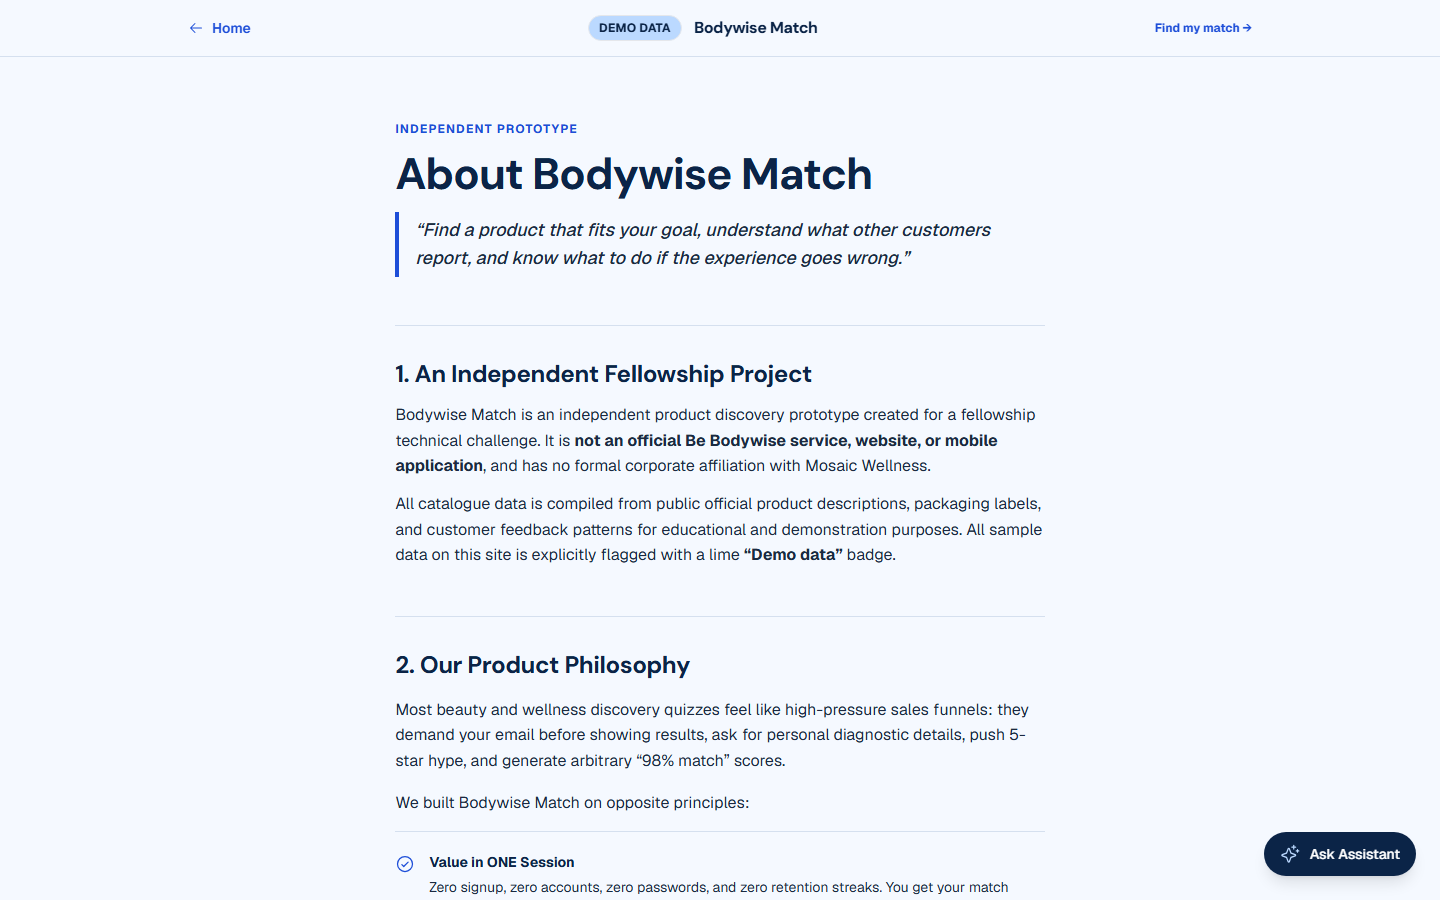 Home
DEMO DATA
Bodywise Match
Find my match →
INDEPENDENT PROTOTYPE
About Bodywise Match
“Find a product that fits your goal, understand what other customers
report, and know what to do if the experience goes wrong.”
1. An Independent Fellowship Project
Bodywise Match is an independent product discovery prototype created for a fellowship
technical challenge. It is not an official Be Bodywise service, website, or mobile
application, and has no formal corporate affiliation with Mosaic Wellness.
All catalogue data is compiled from public official product descriptions, packaging labels,
and customer feedback patterns for educational and demonstration purposes. All sample
data on this site is explicitly flagged with a lime “Demo data” badge.
2. Our Product Philosophy
Most beauty and wellness discovery quizzes feel like high-pressure sales funnels: they
demand your email before showing results, ask for personal diagnostic details, push 5-
star hype, and generate arbitrary “98% match” scores.
We built Bodywise Match on opposite principles:
Value in ONE Session
Zero signup, zero accounts, zero passwords, and zero retention streaks. You get your match
Ask Assistant